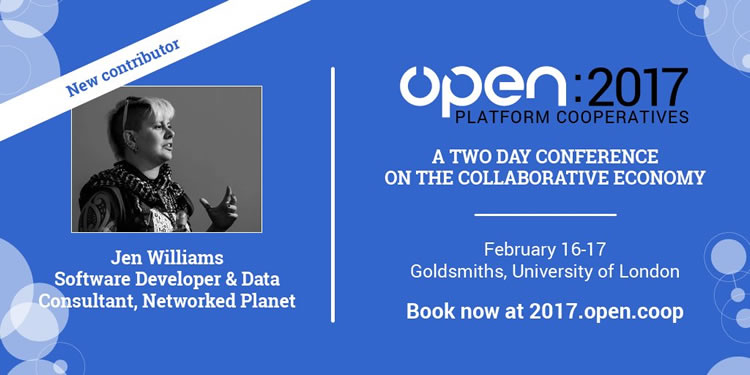 New contributor
Jen Williams
Software Developer & Data
Consultant, Networked Planet
open:2017
PLATFORM COOPERATIVES
A TWO DAY CONFERENCE
ON THE COLLABORATIVE ECONOMY
February 16-17
Goldsmiths, University of London
Book now at 2017.open.coop